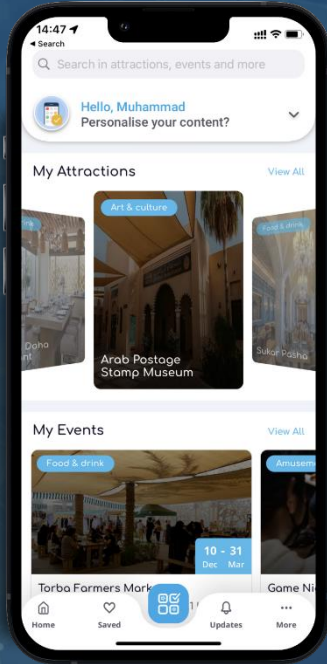 14:47
Search
Search in attractions, events and more
Hello, Muhammad
Personalise your content?
My Attractions
View All
Art & culture
Food & drink
Arab Postage
Stamp Museum
Sukar Pasha
My Events
View All
Food & drink
10 - 31
Dec Mar
Torba Farmers Mark
Game Ni
Home
Saved
Updates
More